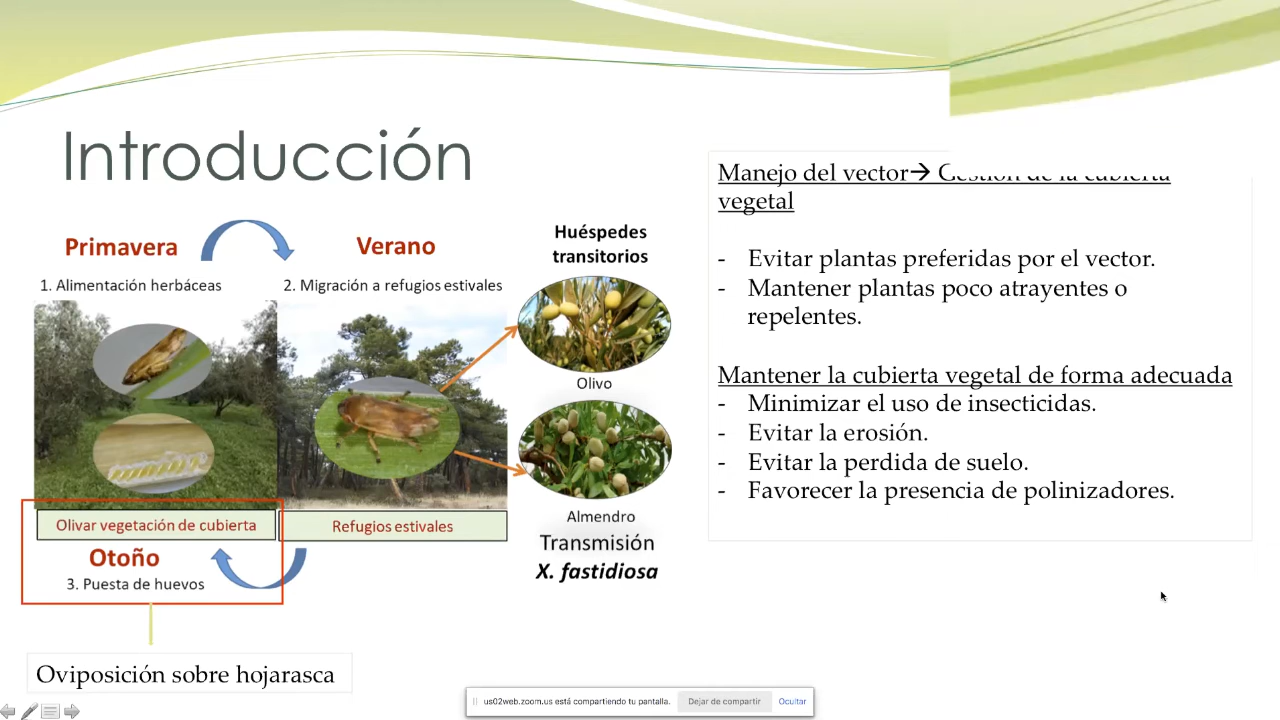 Introducción
Primavera
1. Alimentación herbáceas
Verano
2. Migración a refugios estivales
Huéspedes
transitorios
Olivo
Almendro
Transmisión
X. fastidiosa
Olivar vegetación de cubierta
Refugios estivales
Otoño
3. Puesta de huevos
Oviposición sobre hojarasca
Manejo del vector→ Gestión de la cubierta
vegetal
- Evitar plantas preferidas por el vector.
- Mantener plantas poco atrayentes o
repelentes.
Mantener la cubierta vegetal de forma adecuada
- Minimizar el uso de insecticidas.
- Evitar la erosión.
- Evitar la perdida de suelo.
- Favorecer la presencia de polinizadores.
us02web.zoom.us está compartiendo tu pantalla.
Dejar de compartir
Ocultar